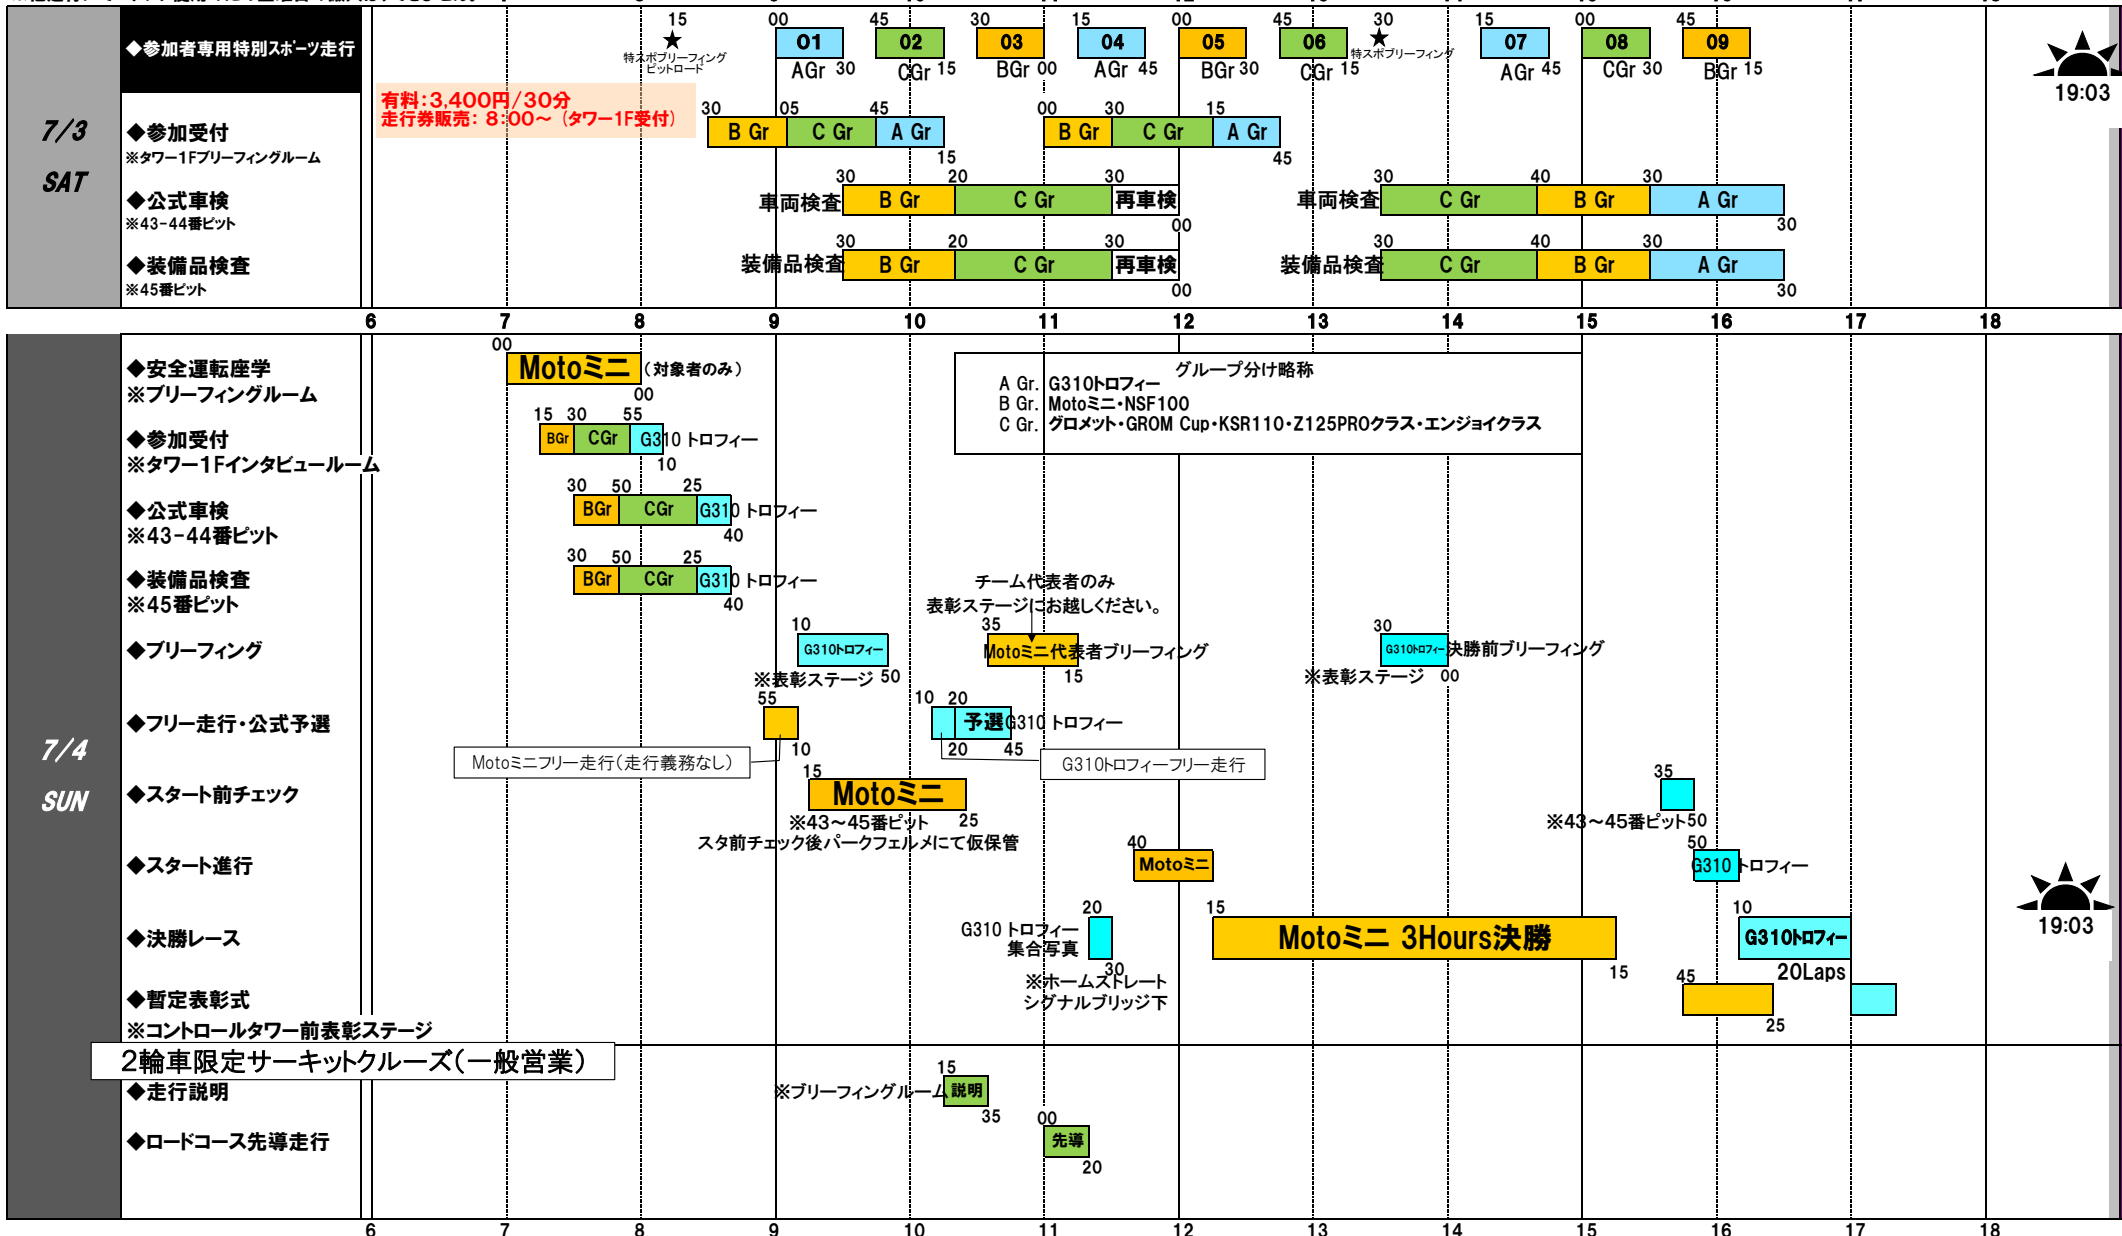 15 00 45 30 15 00 45 30 15 00 45
◆参加者専用特別スポーツ走行
★ 01 02 03 04 05 06 ★ 07 08 09
特スポブリーフィング
ピットロード
特スポブリーフィング
AGr 30 CGr 15 BGr 00 AGr 45 BGr 30 CGr 15 AGr 45 CGr 30 BGr 15
19:03
有料:3,400円/30分
走行券販売: 8:00~ (タワー1F受付)
7/3
SAT
30 05 45 00 30 15
◆参加受付
B Gr C Gr A Gr B Gr C Gr A Gr
※タワー1Fブリーフィングルーム
15 45
30 20 30 30 40 30
◆公式車検
車両検査 B Gr C Gr 再車検 車両検査 C Gr B Gr A Gr
※43-44番ピット
00 30
30 20 30 30 40 30
◆装備品検査
装備品検査 B Gr C Gr 再車検 装備品検査 C Gr B Gr A Gr
※45番ピット
00 30
6 7 8 9 10 11 12 13 14 15 16 17 18
7/4
SUN
00
◆安全運転座学
Motoミニ (対象者のみ)
※ブリーフィングルーム
00
グループ分け略称
A Gr. G310トロフィー
B Gr. Motoミニ・NSF100
C Gr. グロメット・GROM Cup・KSR110・Z125PROクラス・エンジョイクラス
15 30 55
◆参加受付
BGr CGr G310 トロフィー
※タワー1Fインタビュールーム
10
30 50 25
◆公式車検
BGr CGr G310 トロフィー
※43-44番ピット
40
30 50 25
◆装備品検査
BGr CGr G310 トロフィー
※45番ピット
40
チーム代表者のみ
表彰ステージにお越しください。
10 35 30
◆ブリーフィング
G310トロフィー Motoミニ代表者ブリーフィング G310トロフィー 決勝前ブリーフィング
※表彰ステージ 50 15 ※表彰ステージ 00
55 10 20
◆フリー走行・公式予選
予選 G310 トロフィー
10 20 45
Motoミニフリー走行(走行義務なし)
G310トロフィーフリー走行
15 35
◆スタート前チェック
Motoミニ
※43~45番ピット 25 ※43~45番ピット 50
スタ前チェック後パークフェルメにて仮保管
40 50
◆スタート進行
Motoミニ G310 トロフィー
20 15 10
◆決勝レース
G310 トロフィー
集合写真
Motoミニ 3Hours決勝 G310トロフィー
19:03
30 15 20Laps
※ホームストレート
シグナルブリッジ下
45
◆暫定表彰式
※コントロールタワー前表彰ステージ
25
2輪車限定サーキットクルーズ(一般営業)
15
◆走行説明
※ブリーフィングルーム 説明
35 00
◆ロードコース先導走行
先導
20
6 7 8 9 10 11 12 13 14 15 16 17 18